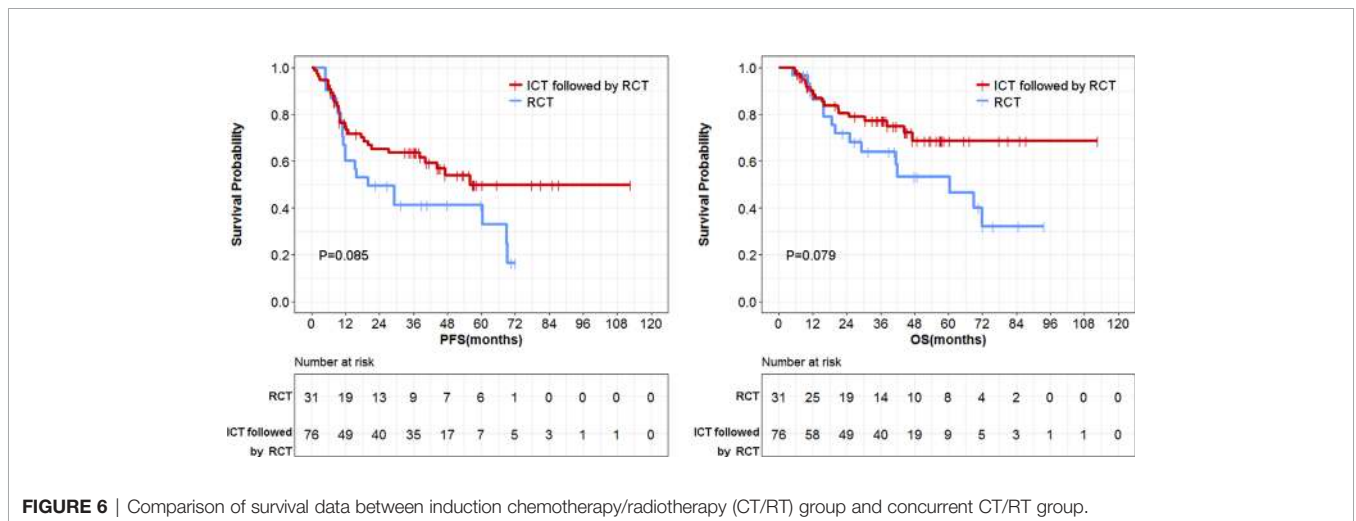 1.0
0.8
0.6
0.4
0.2
0.0
Survival Probability
ICT followed by RCT
RCT
P=0.085
0 12 24 36 48 60 72 84 96 108 120
PFS(months)
Number at risk
RCT 31 19 13 9 7 6 1 0 0 0 0
ICT followed by RCT 76 49 40 35 17 7 5 3 1 1 0
1.0
0.8
0.6
0.4
0.2
0.0
Survival Probability
ICT followed by RCT
RCT
P=0.079
0 12 24 36 48 60 72 84 96 108 120
OS(months)
Number at risk
RCT 31 25 19 14 10 8 4 2 0 0 0
ICT followed by RCT 76 58 49 40 19 9 5 3 1 1 0
FIGURE 6 | Comparison of survival data between induction chemotherapy/radiotherapy (CT/RT) group and concurrent CT/RT group.